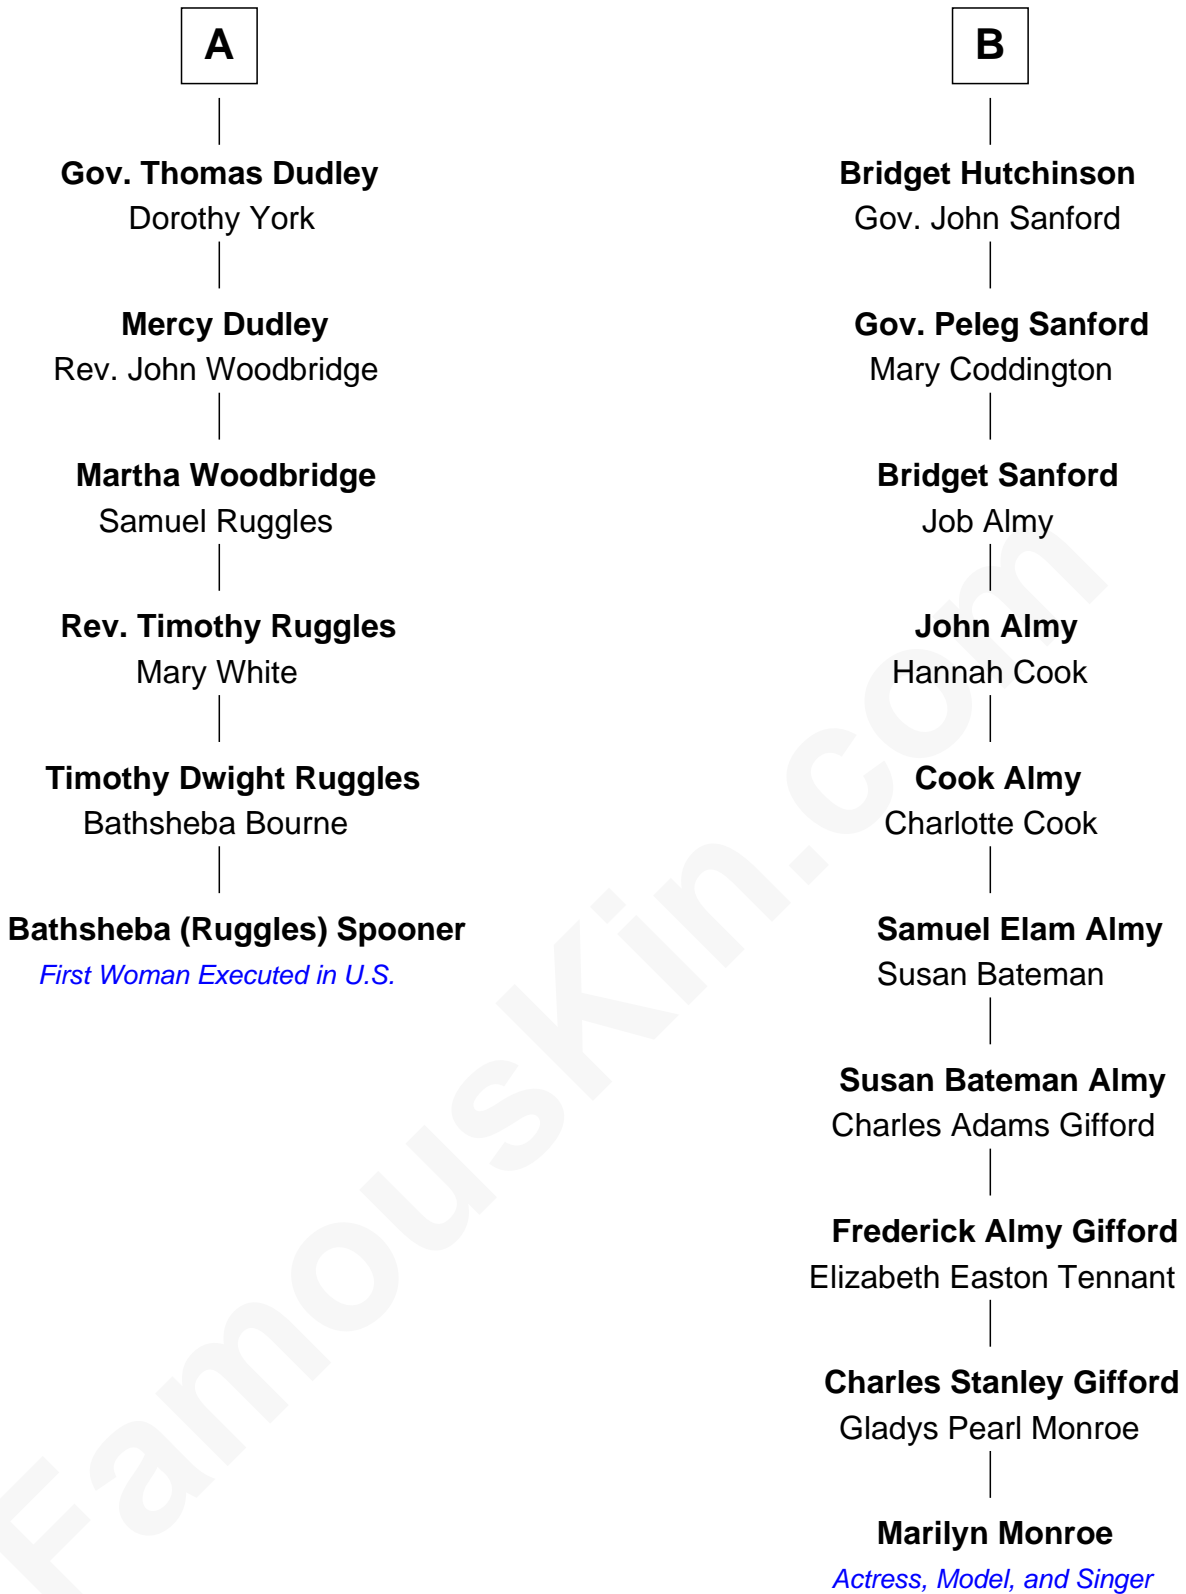 A
Gov. Thomas Dudley
Dorothy York
Mercy Dudley
Rev. John Woodbridge
Martha Woodbridge
Samuel Ruggles
Rev. Timothy Ruggles
Mary White
Timothy Dwight Ruggles
Bathsheba Bourne
Bathsheba (Ruggles) Spooner
First Woman Executed in U.S.
B
Bridget Hutchinson
Gov. John Sanford
Gov. Peleg Sanford
Mary Coddington
Bridget Sanford
Job Almy
John Almy
Hannah Cook
Cook Almy
Charlotte Cook
Samuel Elam Almy
Susan Bateman
Susan Bateman Almy
Charles Adams Gifford
Frederick Almy Gifford
Elizabeth Easton Tennant
Charles Stanley Gifford
Gladys Pearl Monroe
Marilyn Monroe
Actress, Model, and Singer
FamousKin.com